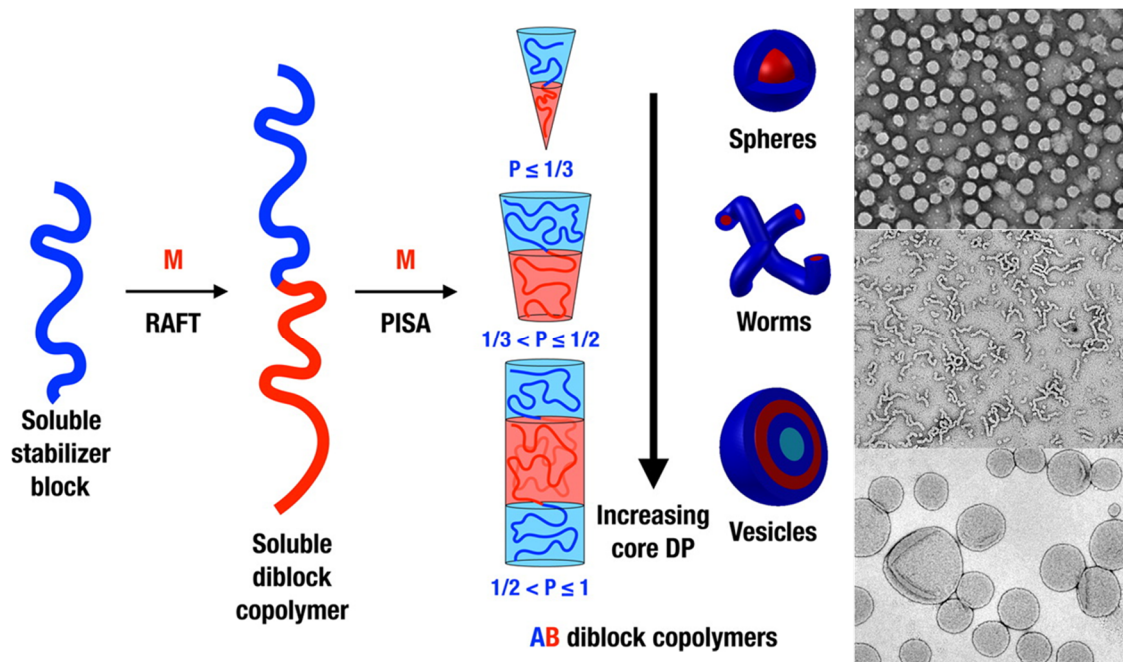 Soluble
stabilizer
block
M
RAFT
Soluble
diblock
copolymer
M
PISA
P ≤ 1/3
1/3 < P ≤ 1/2
1/2 < P ≤ 1
Increasing
core DP
Spheres
Worms
Vesicles
AB diblock copolymers